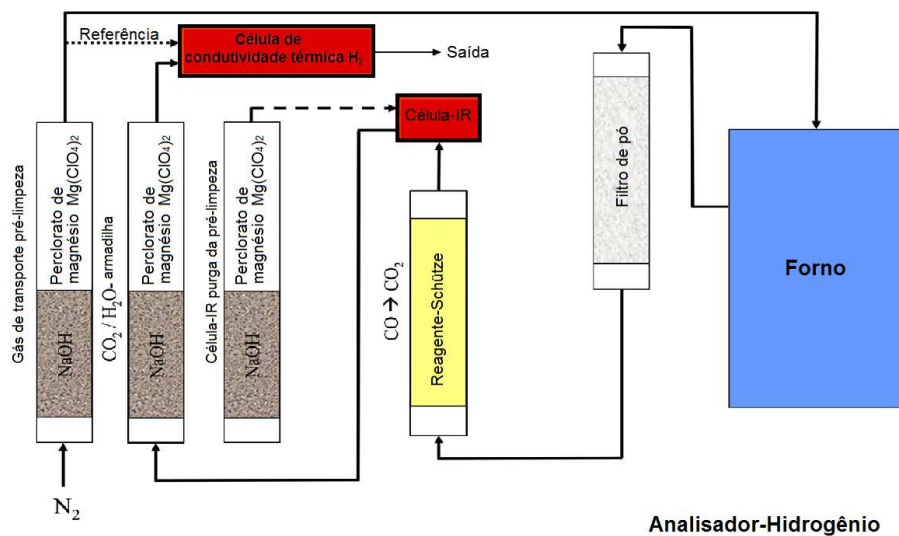 Referência
Célula de
condutividade térmica H₂
Saída
Célula-IR
Gás de transporte pré-limpeza
Perclorato de
magnésio Mg(ClO4)2
NaOH
CO₂ / H₂O- armadilha
Perclorato de
magnésio Mg(ClO4)2
NaOH
Célula-IR purga da pré-limpeza
Perclorato de
magnésio Mg(ClO4)2
NaOH
CO → CO₂
Reagente-Schütze
Filtro de pó
Forno
N₂
Analisador-Hidrogênio